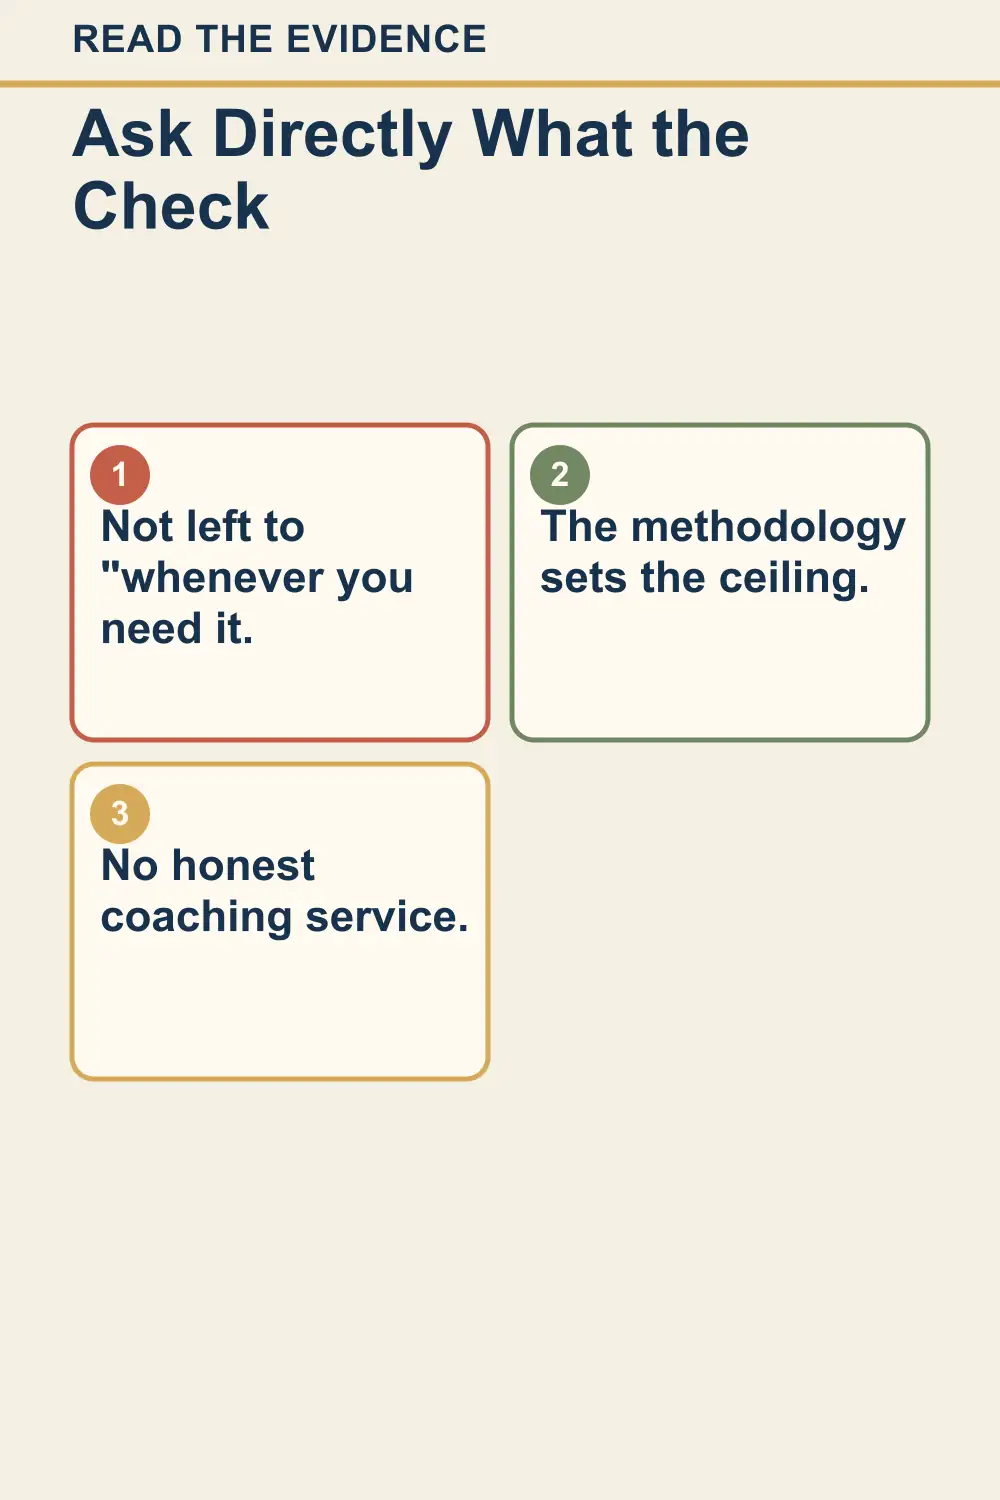 READ THE EVIDENCE
Ask Directly What the
Check
1
Not left to
"whenever you
need it.
2
The methodology
sets the ceiling.
3
No honest
coaching service.